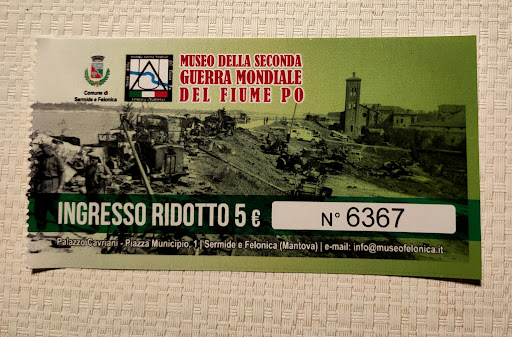 MUSEO DELLA SECONDA
GUERRA MONDIALE
DEL FIUME PO
Comune di
Sermide e Felonica
INGRESSO RIDOTTO 5 €
N° 6367
Palazzo Cavriani - Piazza Municipio, 1 | Sermide e Felonica (Mantova) | e-mail: info@museofelonica.it